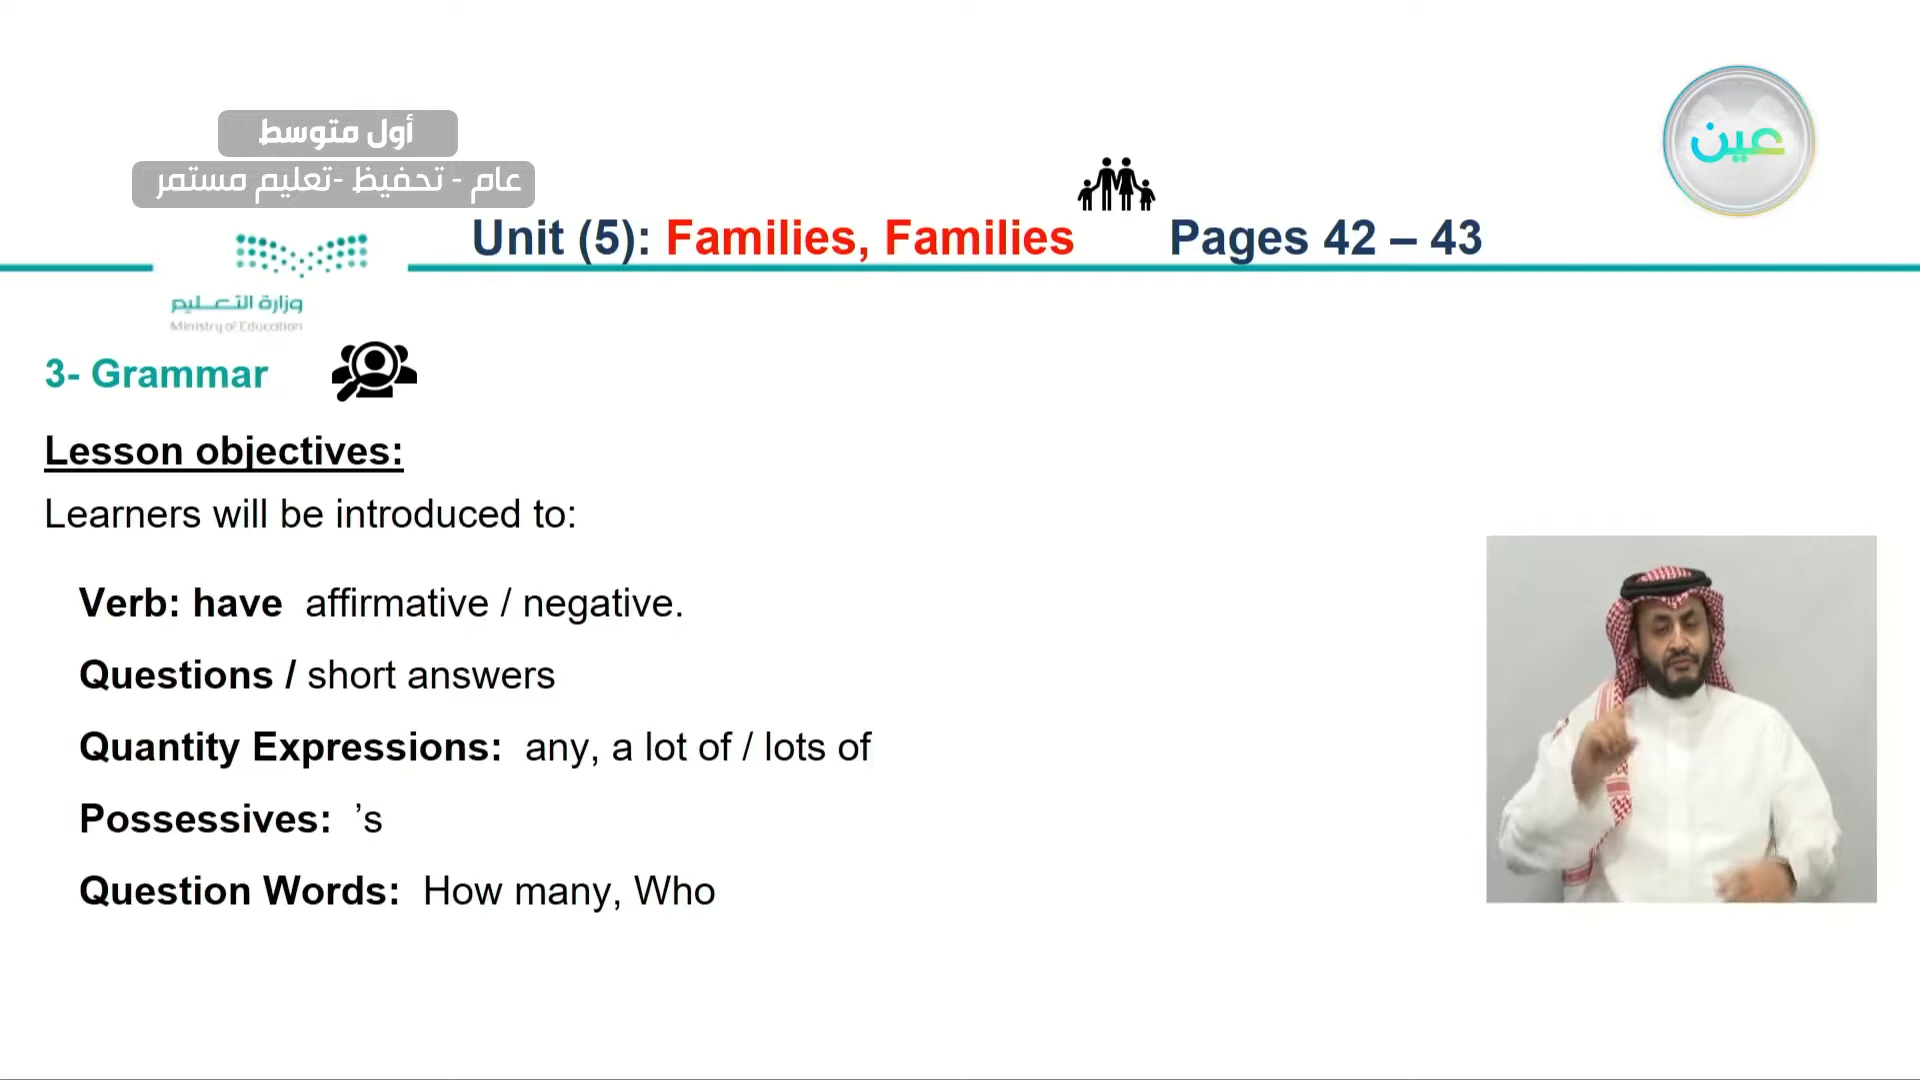 أول متوسط
عام - تحفيظ -تعليم مستمر
عين
Unit (5): Families, Families Pages 42 – 43
وزارة التعليم
Ministry of Education
3- Grammar
Lesson objectives:
Learners will be introduced to:
Verb: have affirmative / negative.
Questions / short answers
Quantity Expressions: any, a lot of / lots of
Possessives: ’s
Question Words: How many, Who